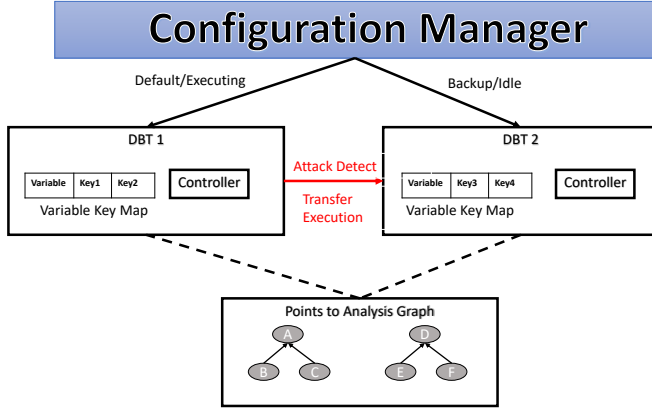 Configuration Manager
Default/Executing
Backup/Idle
DBT 1
Variable Key1 Key2
Controller
Variable Key Map
Attack Detect
Transfer
Execution
DBT 2
Variable Key3 Key4
Controller
Variable Key Map
Points to Analysis Graph
A
D
B
C
E
F